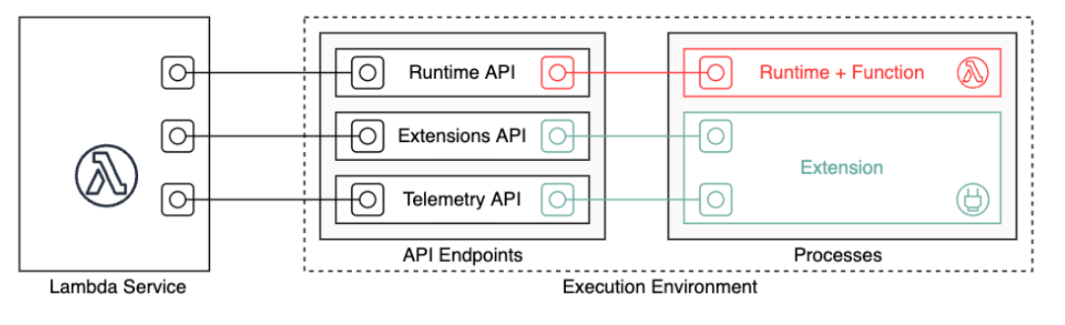 Runtime API
Runtime + Function
Extensions API
Extension
Telemetry API
API Endpoints
Processes
Lambda Service
Execution Environment